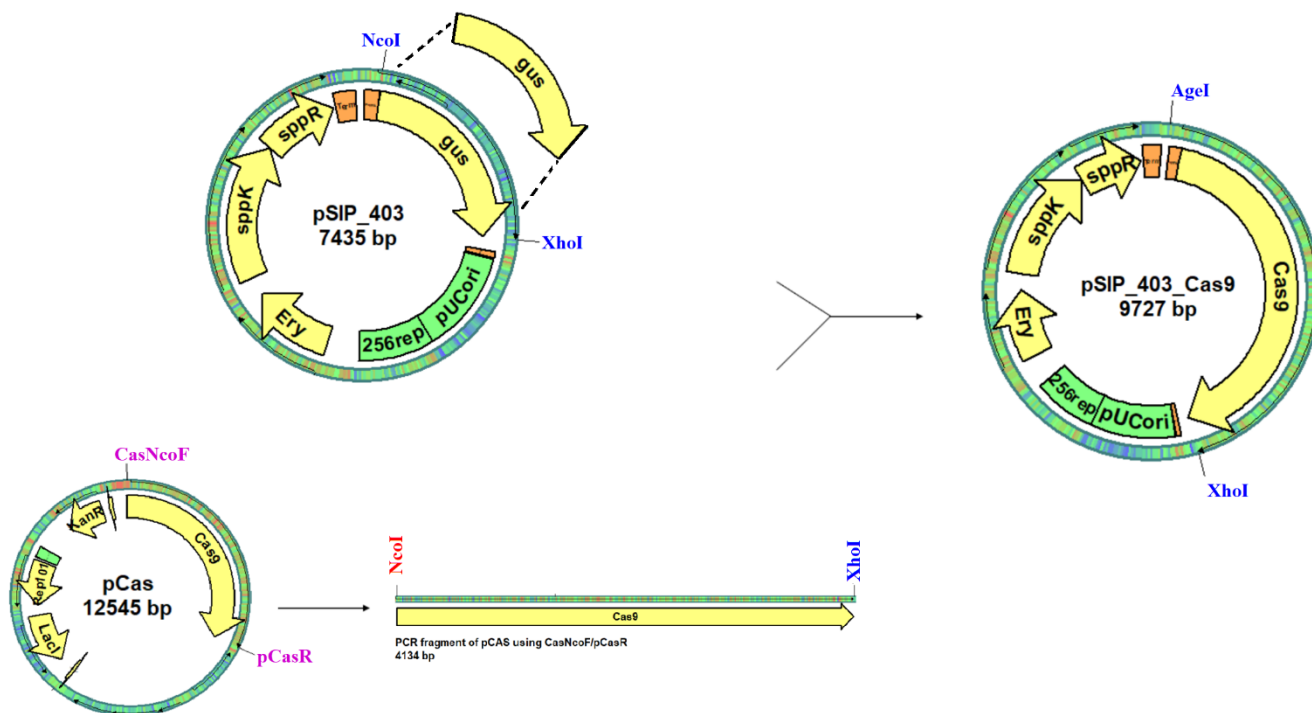 NcoI
gus
sppR
gus
sppK
pSIP_403
7435 bp
XhoI
Ery
256rep
pUCori
AgeI
sppR
sppK
Cas9
pSIP_403_Cas9
9727 bp
Ery
256rep
pUCori
XhoI
CasNcoF
KanR
Cas9
Rep101
pCas
12545 bp
LacI
pCasR
NcoI
XhoI
Cas9
PCR fragment of pCAS using CasNcoF/pCasR
4134 bp